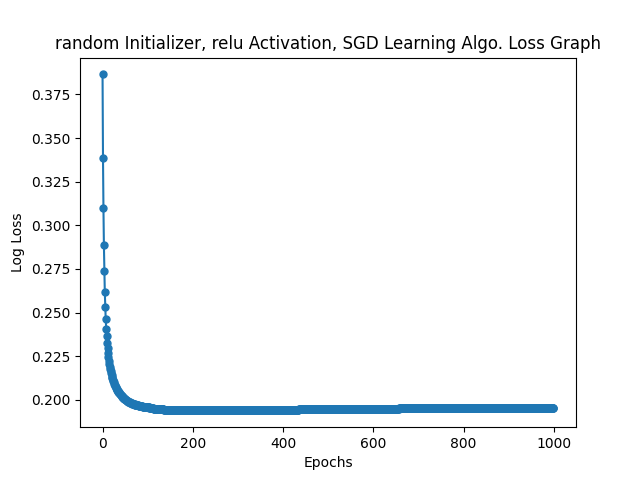 random Initializer, relu Activation, SGD Learning Algo. Loss Graph
0.375
0.350
0.325
0.300
0.275
0.250
0.225
0.200
Log Loss
0 200 400 600 800 1000
Epochs